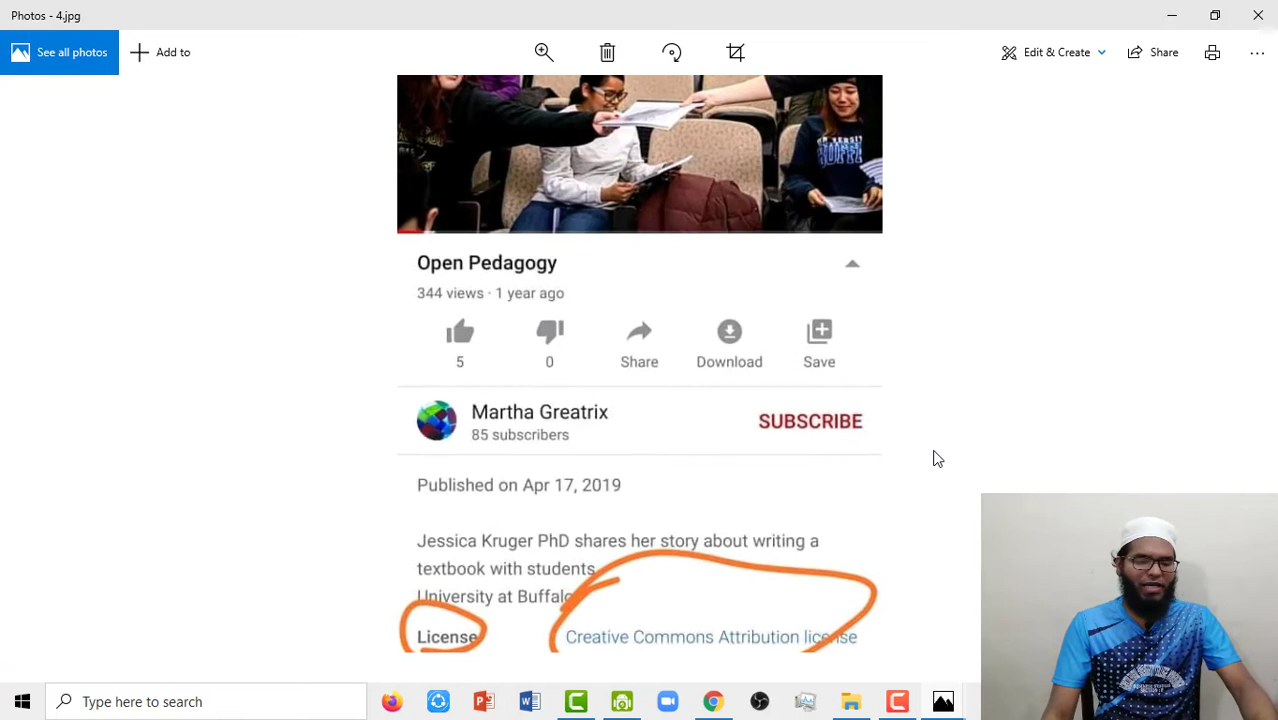 Photos - 4.jpg
See all photos
Add to
Edit & Create
Share
Open Pedagogy
344 views · 1 year ago
5 0 Share Download Save
Martha Greatrix
85 subscribers
SUBSCRIBE
Published on Apr 17, 2019
Jessica Kruger PhD shares her story about writing a
textbook with students
University at Buffalo
License Creative Commons Attribution license
Type here to search